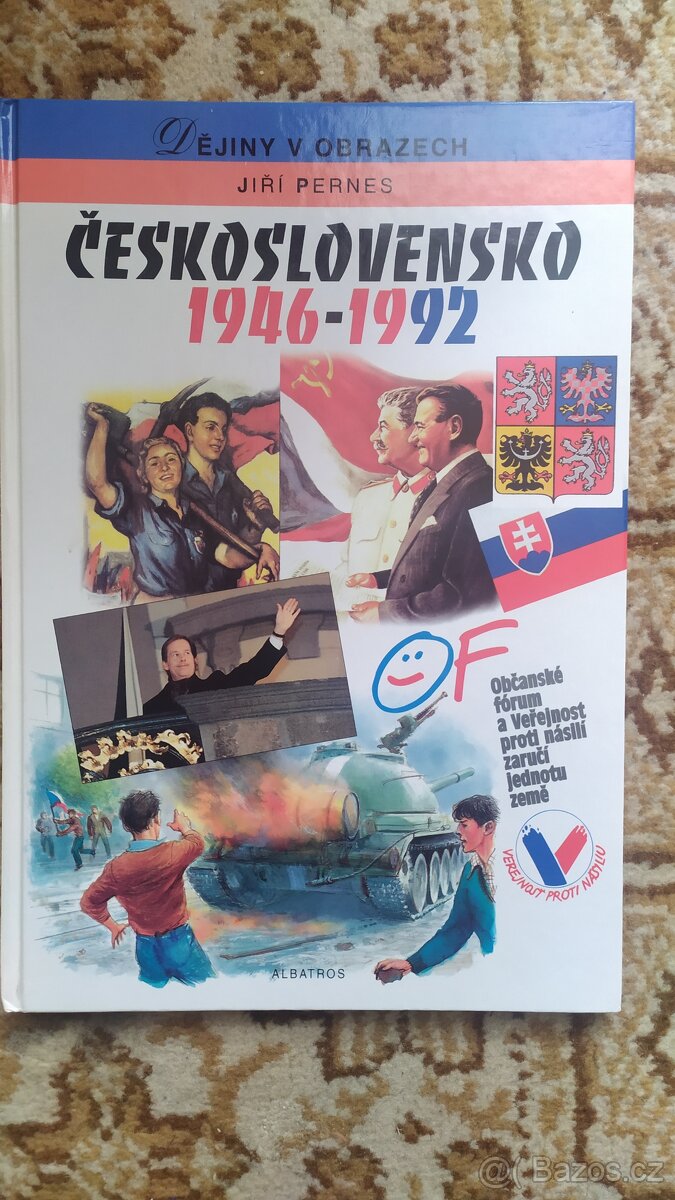 DĚJINY V OBRAZECH
JIŘÍ PERNES
ČESKOSLOVENSKO
1946-1992
OF
Občanské
fórum
a Veřejnost
proti násilí
zaručí
jednotu
země
VEREJNOSŤ PROTI NÁSILIU
ALBATROS
@( Bazos.cz